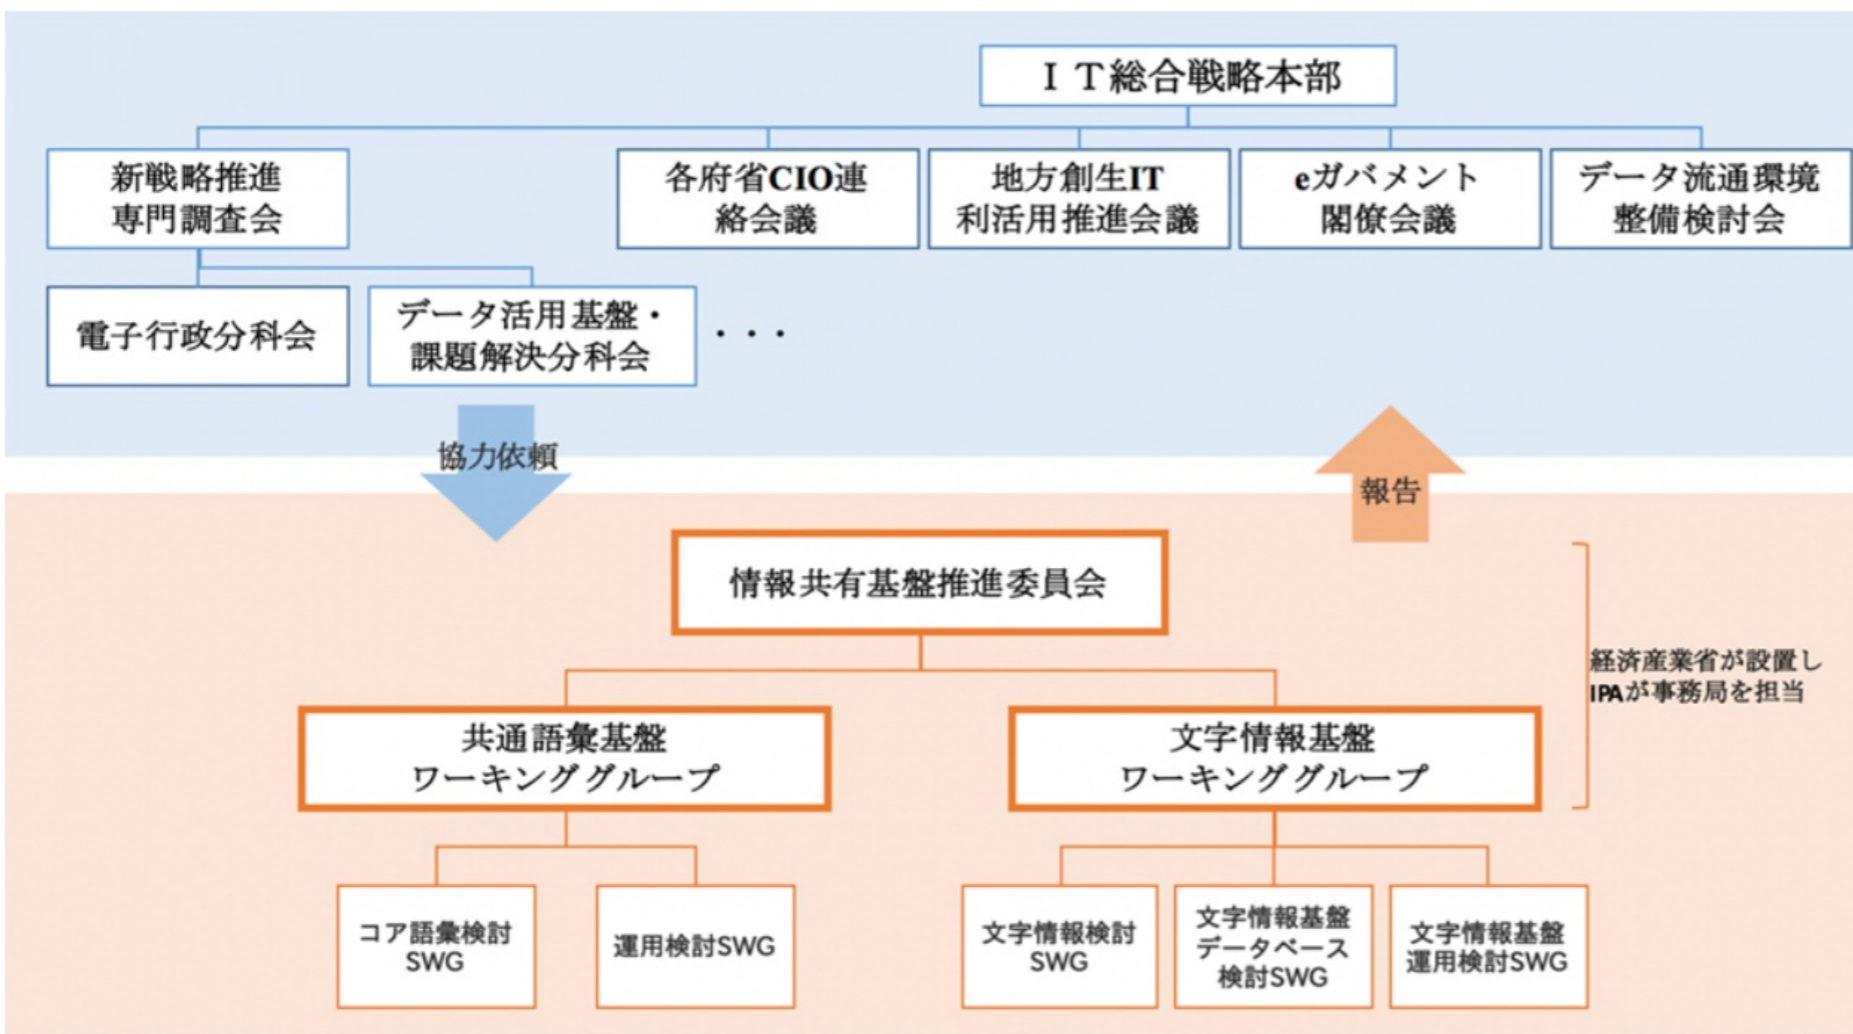 ＩＴ総合戦略本部
新戦略推進
専門調査会
各府省CIO連
絡会議
地方創生IT
利活用推進会議
eガバメント
閣僚会議
データ流通環境
整備検討会
電子行政分科会
データ活用基盤・
課題解決分科会
・・・
協力依頼
報告
情報共有基盤推進委員会
経済産業省が設置し
IPAが事務局を担当
共通語彙基盤
ワーキンググループ
文字情報基盤
ワーキンググループ
コア語彙検討
SWG
運用検討SWG
文字情報検討
SWG
文字情報基盤
データベース
検討SWG
文字情報基盤
運用検討SWG